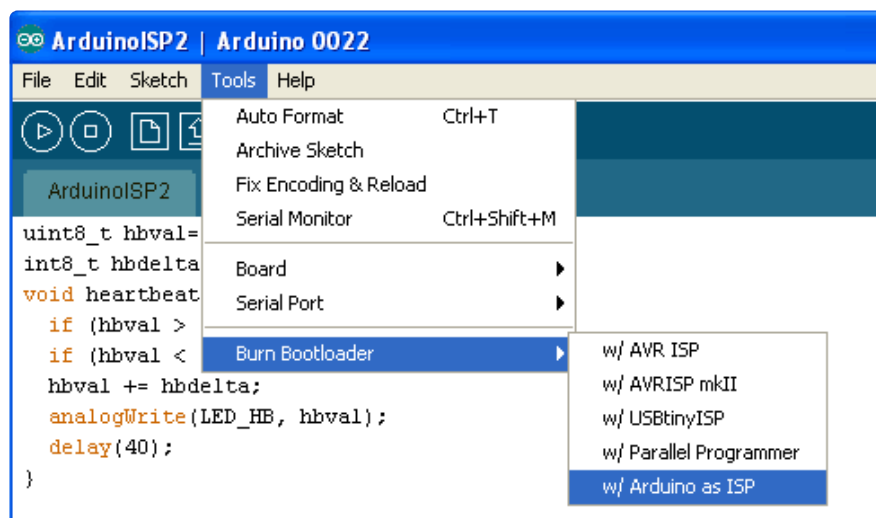 ArduinoISP2 | Arduino 0022
File Edit Sketch Tools Help
Auto Format Ctrl+T
Archive Sketch
Fix Encoding & Reload
Serial Monitor Ctrl+Shift+M
Board
Serial Port
Burn Bootloader
w/ AVR ISP
w/ AVRISP mkII
w/ USBtinyISP
w/ Parallel Programmer
w/ Arduino as ISP
ArduinoISP2
uint8_t hbval=
int8_t hbdelta
void heartbeat
if (hbval >
if (hbval <
hbval += hbdelta;
analogWrite(LED_HB, hbval);
delay(40);
}